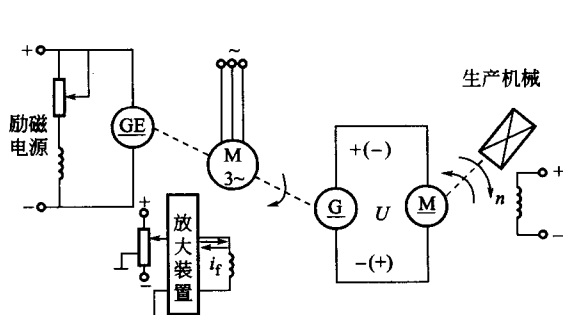 ~
+
励磁
电源
−
GE
M
3~
生产机械
+(−)
G
U
M
n
+
−
−(+)
+
−
放
大
装
置
i_f